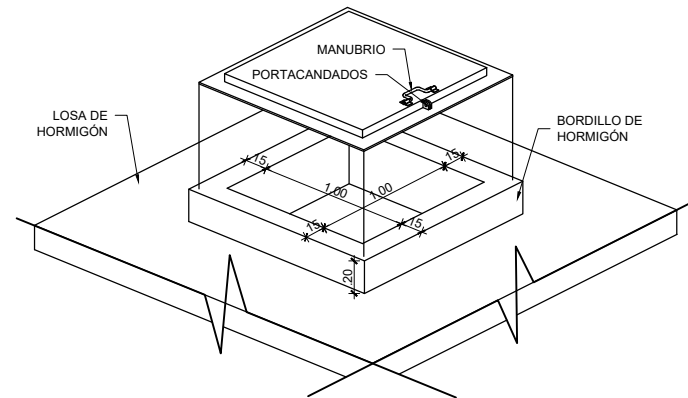 MANUBRIO
PORTACANDADOS
LOSA DE
HORMIGÓN
BORDILLO DE
HORMIGÓN
.15
.15
1.00
1.00
.15
.15
.20